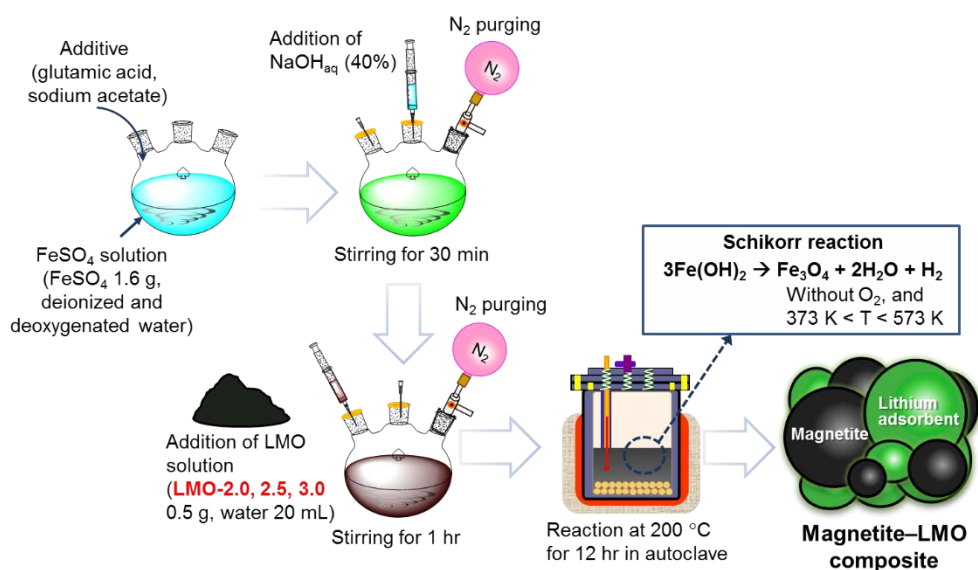 Additive
(glutamic acid,
sodium acetate)
FeSO₄ solution
(FeSO₄ 1.6 g,
deionized and
deoxygenated water)
Addition of
NaOHₐq (40%)
N₂ purging
N₂
Stirring for 30 min
N₂ purging
N₂
Addition of LMO
solution
(LMO-2.0, 2.5, 3.0
0.5 g, water 20 mL)
Stirring for 1 hr
Schikorr reaction
3Fe(OH)₂ → Fe₃O₄ + 2H₂O + H₂
Without O₂, and
373 K < T < 573 K
Reaction at 200 °C
for 12 hr in autoclave
Magnetite
Lithium
adsorbent
Magnetite–LMO
composite